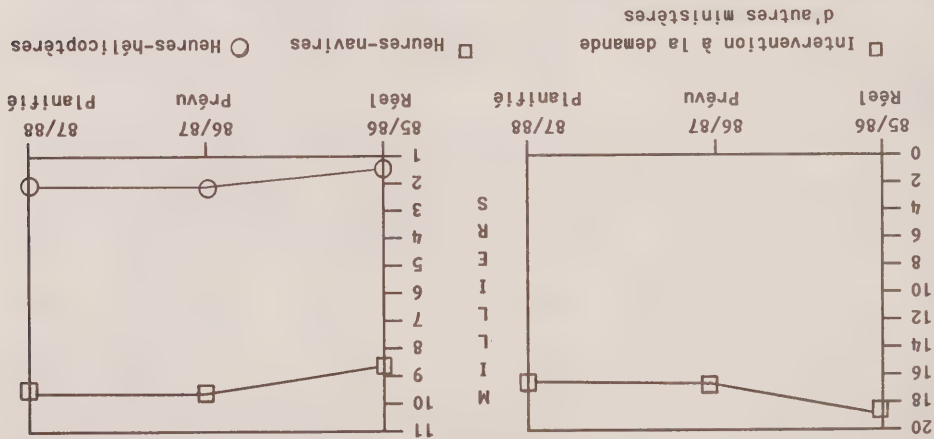 20
18
16
14
12
10
8
6
4
2
0
85/86
Réel
86/87
Prévu
87/88
Planifié
□ Intervention à la demande
d'autres ministères
M
I
L
L
I
E
R
S
11
10
9
8
7
6
5
4
3
2
1
85/86
Réel
86/87
Prévu
87/88
Planifié
□ Heures-navires
○ Heures-hélicoptères